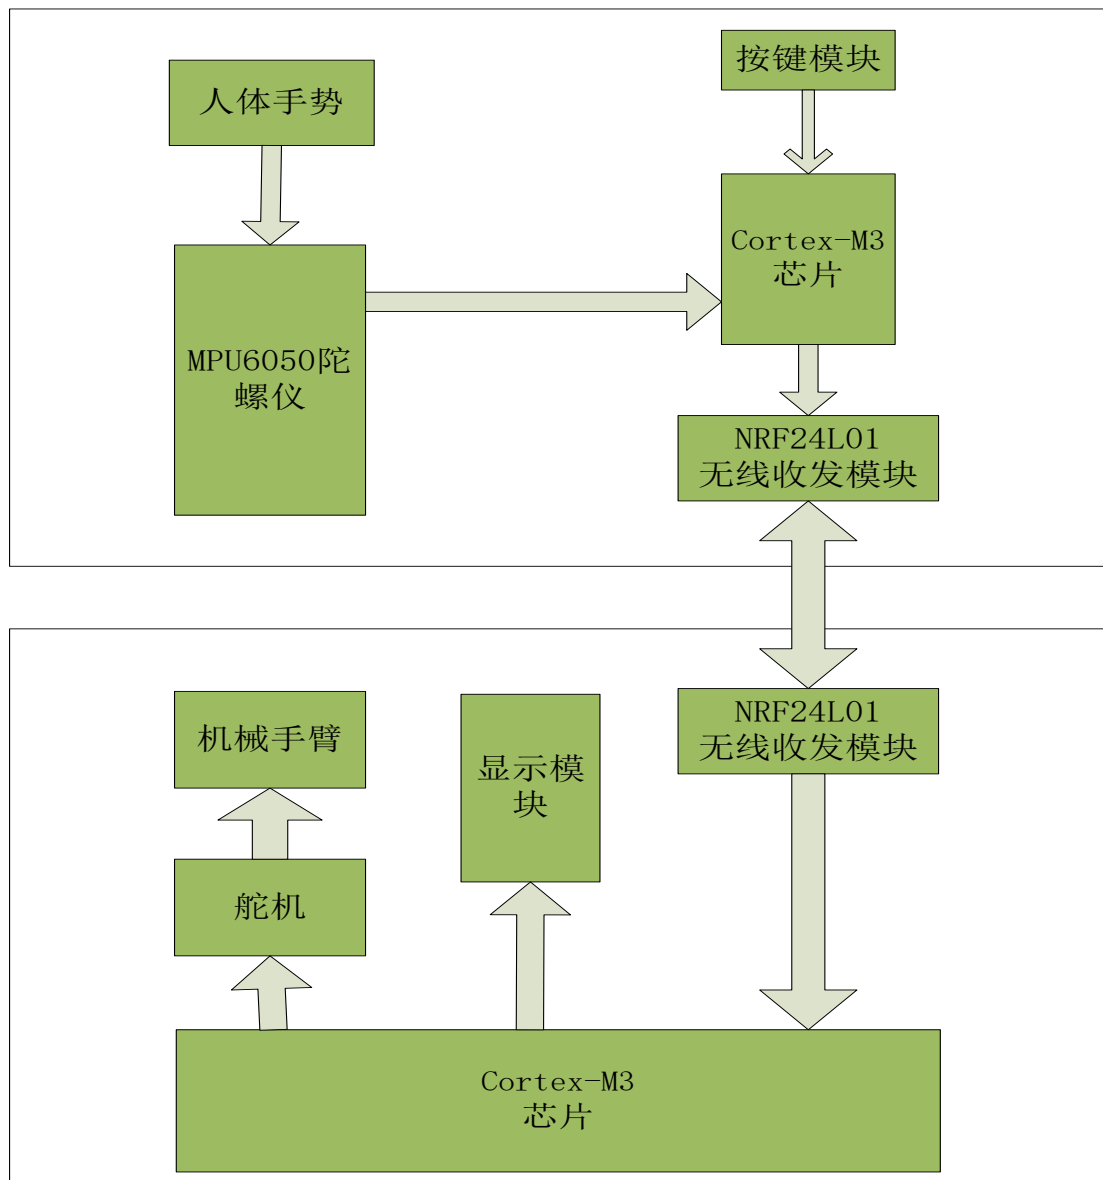 人体手势
按键模块
Cortex-M3
芯片
MPU6050陀
螺仪
NRF24L01
无线收发模块
机械手臂
显示模
块
NRF24L01
无线收发模块
舵机
Cortex-M3
芯片